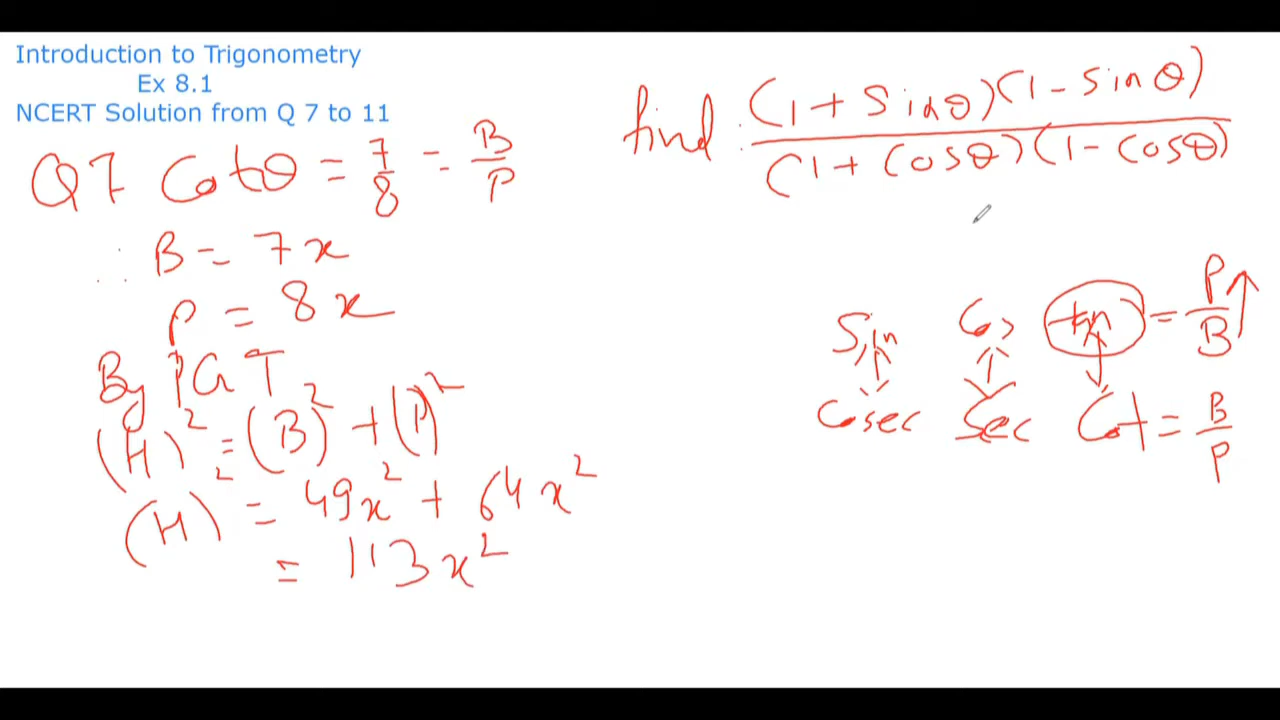 Introduction to Trigonometry
Ex 8.1
NCERT Solution from Q 7 to 11
Q7 Cotθ = 7/8 = B/P
∴ B = 7x
P = 8x
By PGT
(H)² = (B)² + (P)²
(H)² = 49x² + 64x²
= 113x²
find : (1 + Sinθ)(1 - Sinθ) / (1 + Cosθ)(1 - Cosθ)
Sin Cos tan = P/B
Cosec Sec Cot = B/P